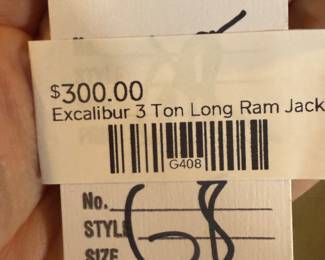 $300.00
Excalibur 3 Ton Long Ram Jack
G408
No.
STYLE
SIZE
68